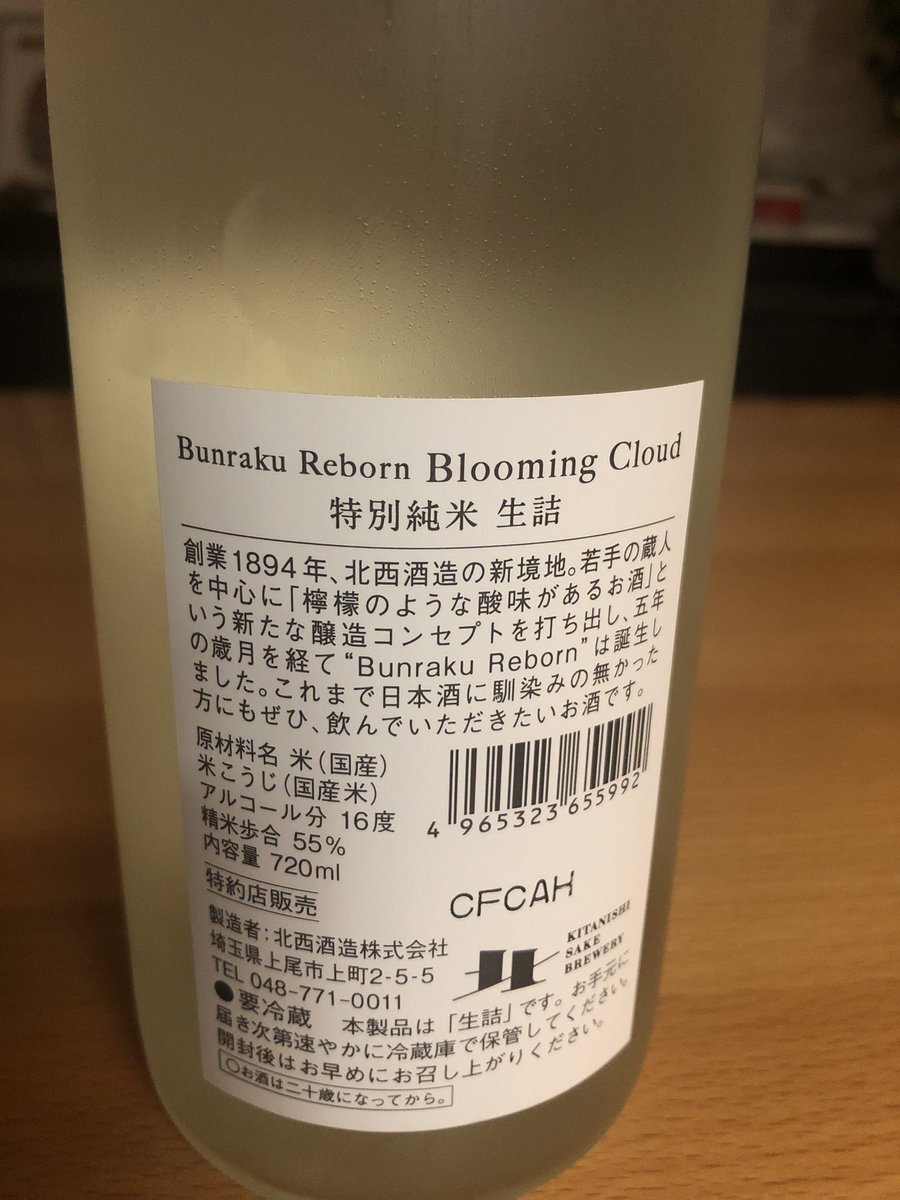 Bunraku Reborn Blooming Cloud
特別純米 生詰
創業1894年、北西酒造の新境地。若手の蔵人
を中心に「檸檬のような酸味があるお酒」と
いう新たな醸造コンセプトを打ち出し、五年
の歳月を経て“Bunraku Reborn”は誕生し
ました。これまで日本酒に馴染みの無かった
方にもぜひ、飲んでいただきたいお酒です。
原材料名 米(国産)
米こうじ(国産米)
アルコール分 16度
精米歩合 55%
内容量 720ml
4 965323 655992
特約店販売
CFCAH
製造者:北西酒造株式会社
埼玉県上尾市上町2-5-5
TEL 048-771-0011
KITANISHI
SAKE
BREWERY
●要冷蔵 本製品は「生詰」です。お手元に
届き次第速やかに冷蔵庫で保管してください。
開封後はお早めにお召し上がりください。
○お酒は二十歳になってから。